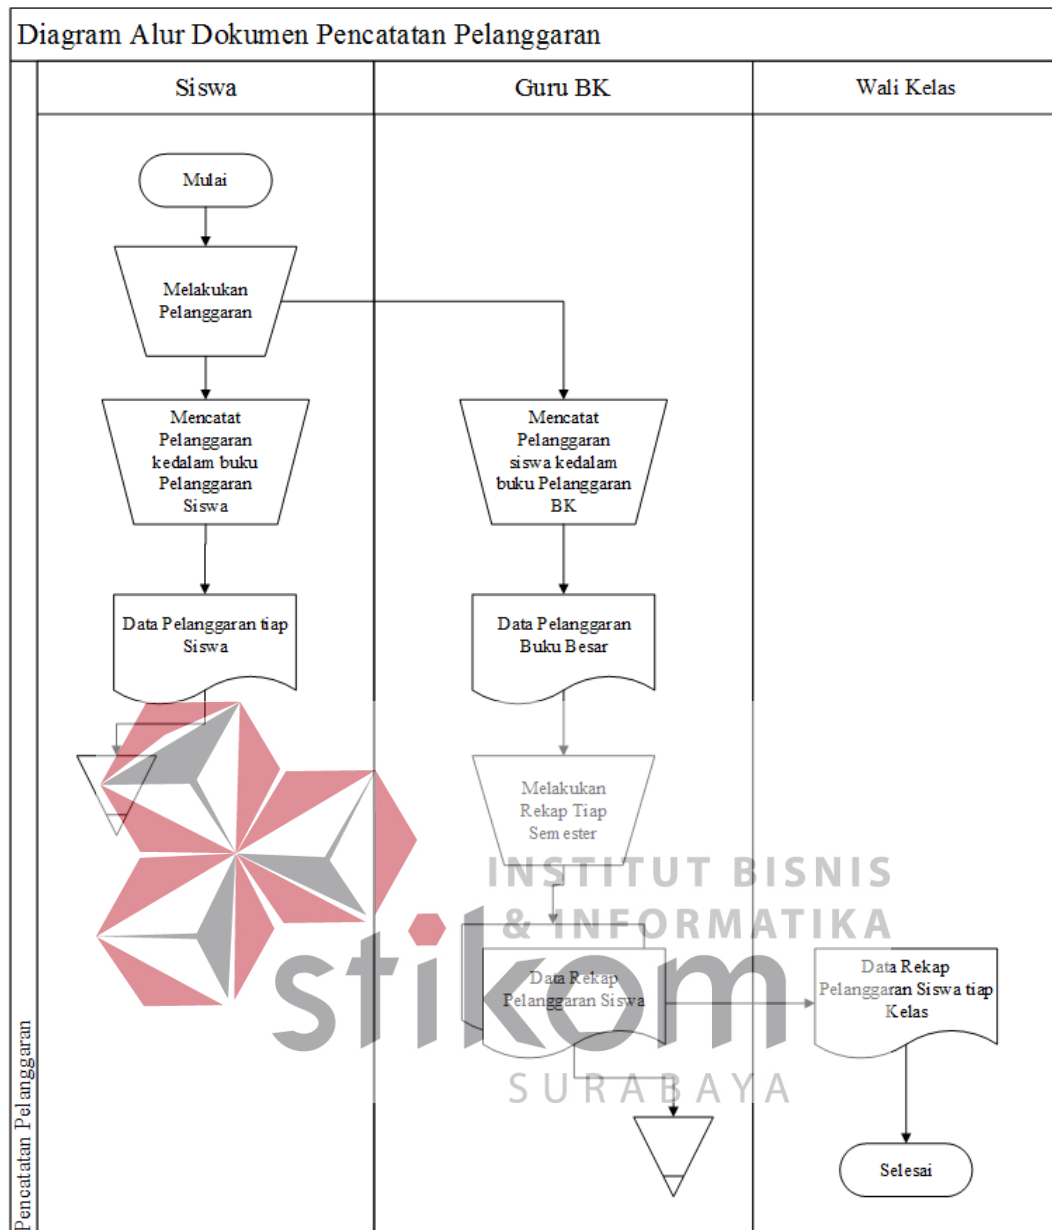 Diagram Alur Dokumen Pencatatan Pelanggaran
Siswa
Guru BK
Wali Kelas
Mulai
Melakukan
Pelanggaran
Mencatat
Pelanggaran
kedalam buku
Pelanggaran
Siswa
Mencatat
Pelanggaran
siswa kedalam
buku Pelanggaran
BK
Data Pelanggaran tiap
Siswa
Data Pelanggaran
Buku Besar
Melakukan
Rekap Tiap
Semester
Data Rekap
Pelanggaran Siswa
Data Rekap
Pelanggaran Siswa tiap
Kelas
Selesai
Pencatatan Pelanggaran
INSTITUT BISNIS
& INFORMATIKA
stikom
SURABAYA